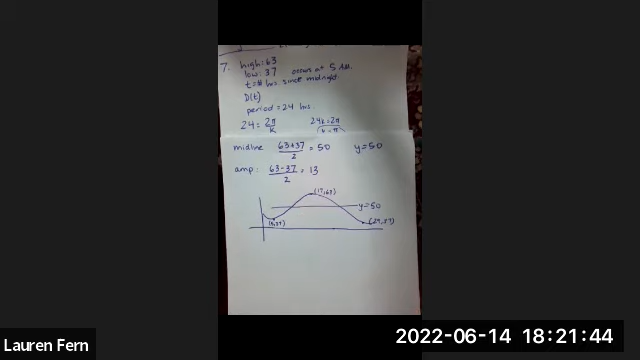 7. high: 63
low: 37 occurs at 5 AM.
t = # hrs since midnight
D(t)
period = 24 hrs.
24 = 2π/k 24k = 2π
midline 63+37/2 = 50 y=50
amp: 63-37/2 = 13
(17,63)
y=50
(5,37) (29,37)
Lauren Fern
2022-06-14 18:21:44